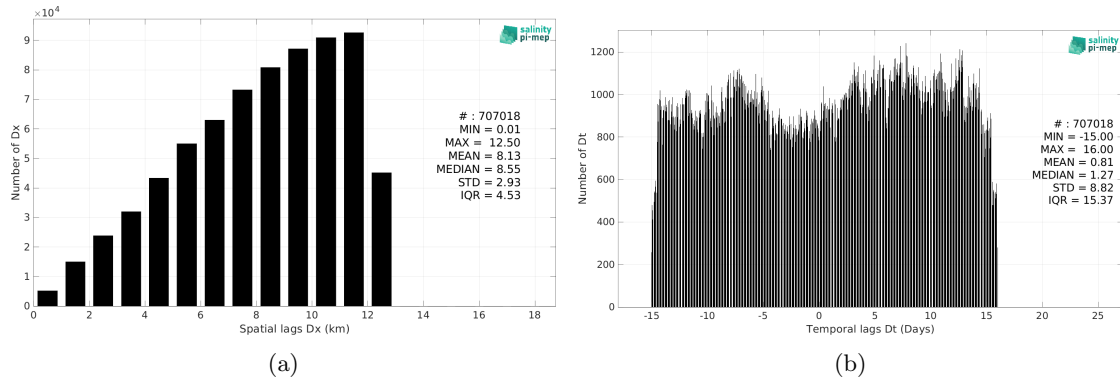 ×10⁴
9
8
7
6
5
4
3
2
1
0
Number of Dx
salinity
pi-mep
# : 707018
MIN = 0.01
MAX = 12.50
MEAN = 8.13
MEDIAN = 8.55
STD = 2.93
IQR = 4.53
0 2 4 6 8 10 12 14 16 18
Spatial lags Dx (km)
(a)
1200
1000
800
600
400
200
0
Number of Dt
salinity
pi-mep
# : 707018
MIN = -15.00
MAX = 16.00
MEAN = 0.81
MEDIAN = 1.27
STD = 8.82
IQR = 15.37
-15 -10 -5 0 5 10 15 20 25
Temporal lags Dt (Days)
(b)